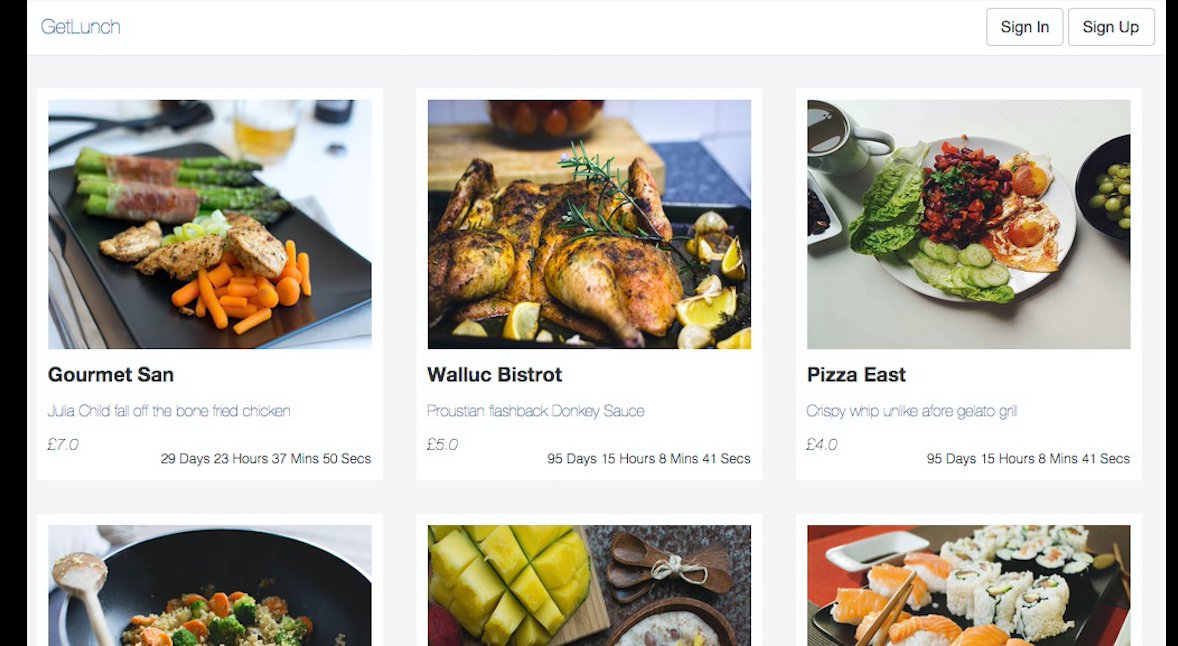 GetLunch
Sign In
Sign Up
Gourmet San
Julia Child fall off the bone fried chicken
£7.0
29 Days 23 Hours 37 Mins 50 Secs
Walluc Bistrot
Proustian flashback Donkey Sauce
£5.0
95 Days 15 Hours 8 Mins 41 Secs
Pizza East
Crispy whip unlike afore gelato grill
£4.0
95 Days 15 Hours 8 Mins 41 Secs